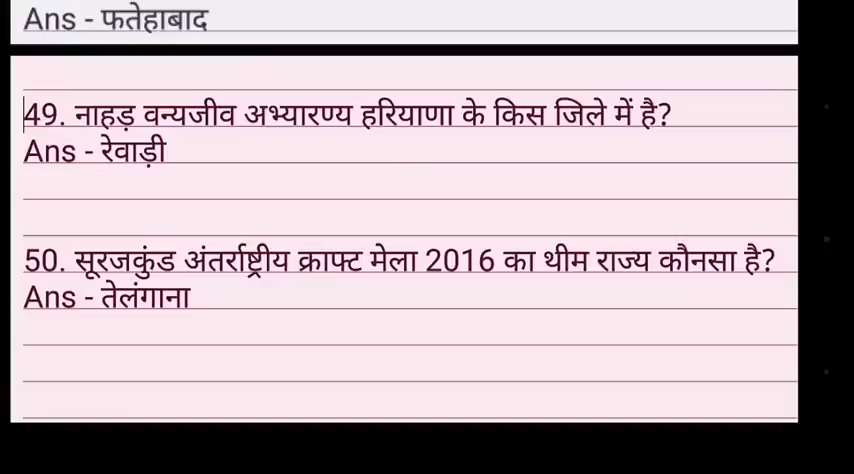 Ans - फतेहाबाद
49. नाहड़ वन्यजीव अभ्यारण्य हरियाणा के किस जिले में है?
Ans - रेवाड़ी
50. सूरजकुंड अंतर्राष्ट्रीय क्राफ्ट मेला 2016 का थीम राज्य कौनसा है?
Ans - तेलंगाना